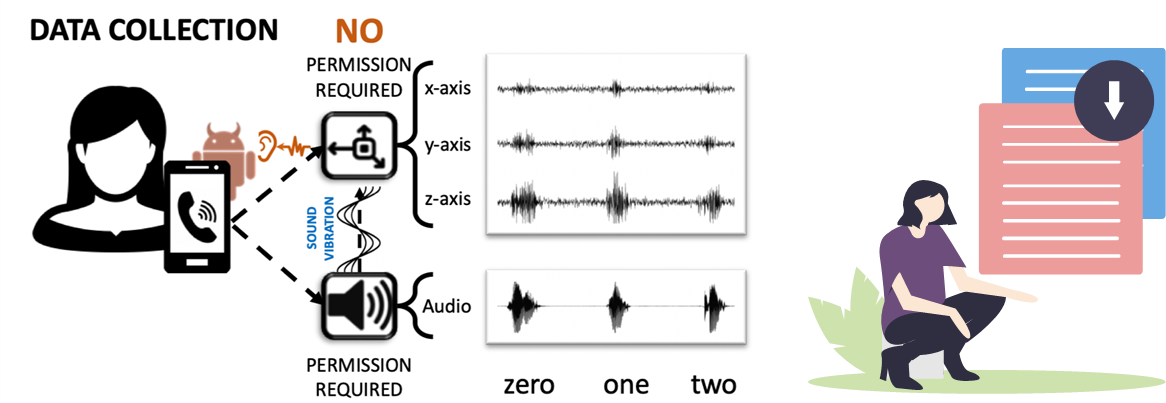 DATA COLLECTION
NO
PERMISSION
REQUIRED
x-axis
y-axis
z-axis
SOUND
VIBRATION
Audio
PERMISSION
REQUIRED
zero one two